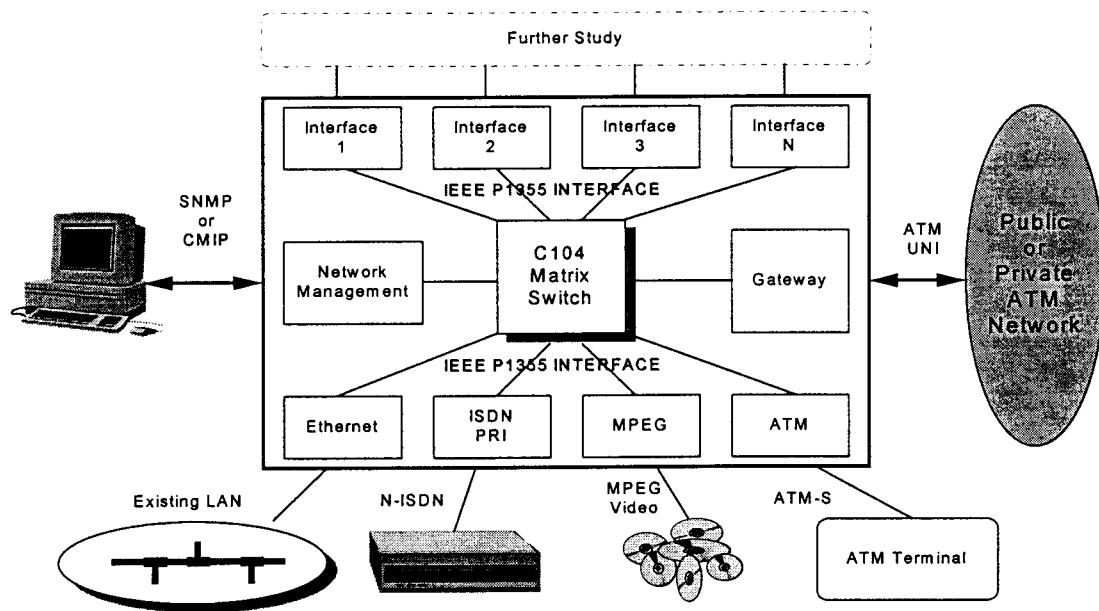 Further Study
Interface
1
Interface
2
Interface
3
Interface
N
IEEE P1355 INTERFACE
SNMP
or
CMIP
Network
Management
C104
Matrix
Switch
Gateway
ATM
UNI
Public
or
Private
ATM
Network
IEEE P1355 INTERFACE
Ethernet
ISDN
PRI
MPEG
ATM
Existing LAN
N-ISDN
MPEG
Video
ATM-S
ATM Terminal